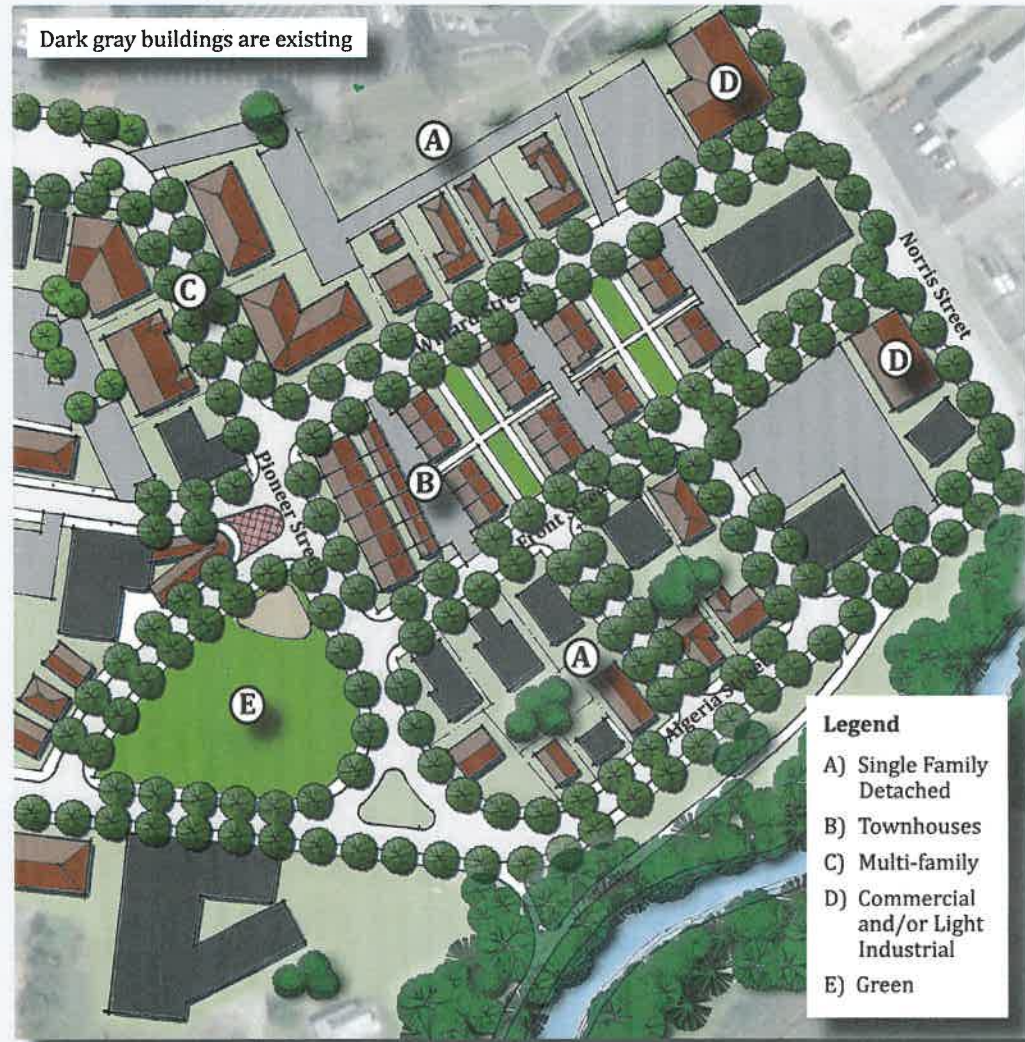 Dark gray buildings are existing
D
A
Norris Street
C
D
Pioneer Street
B
Front
A
E
Algeria Street
Legend
A) Single Family
Detached
B) Townhouses
C) Multi-family
D) Commercial
and/or Light
Industrial
E) Green